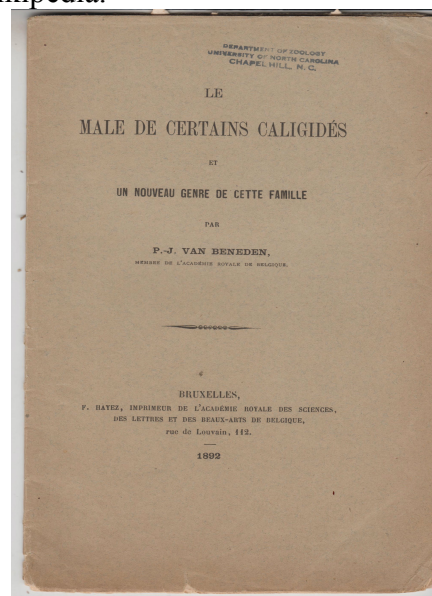 ikipedia.
DEPARTMENT OF ZOOLOGY
UNIVERSITY OF NORTH CAROLINA
CHAPEL HILL, N. C.
LE
MALE DE CERTAINS CALIGIDÉS
ET
UN NOUVEAU GENRE DE CETTE FAMILLE
PAR
P.-J. VAN BENEDEN,
MEMBRE DE L'ACADÉMIE ROYALE DE BELGIQUE.
BRUXELLES,
F. HAYEZ, IMPRIMEUR DE L'ACADÉMIE ROYALE DES SCIENCES,
DES LETTRES ET DES BEAUX-ARTS DE BELGIQUE,
rue de Louvain, 112.
1892